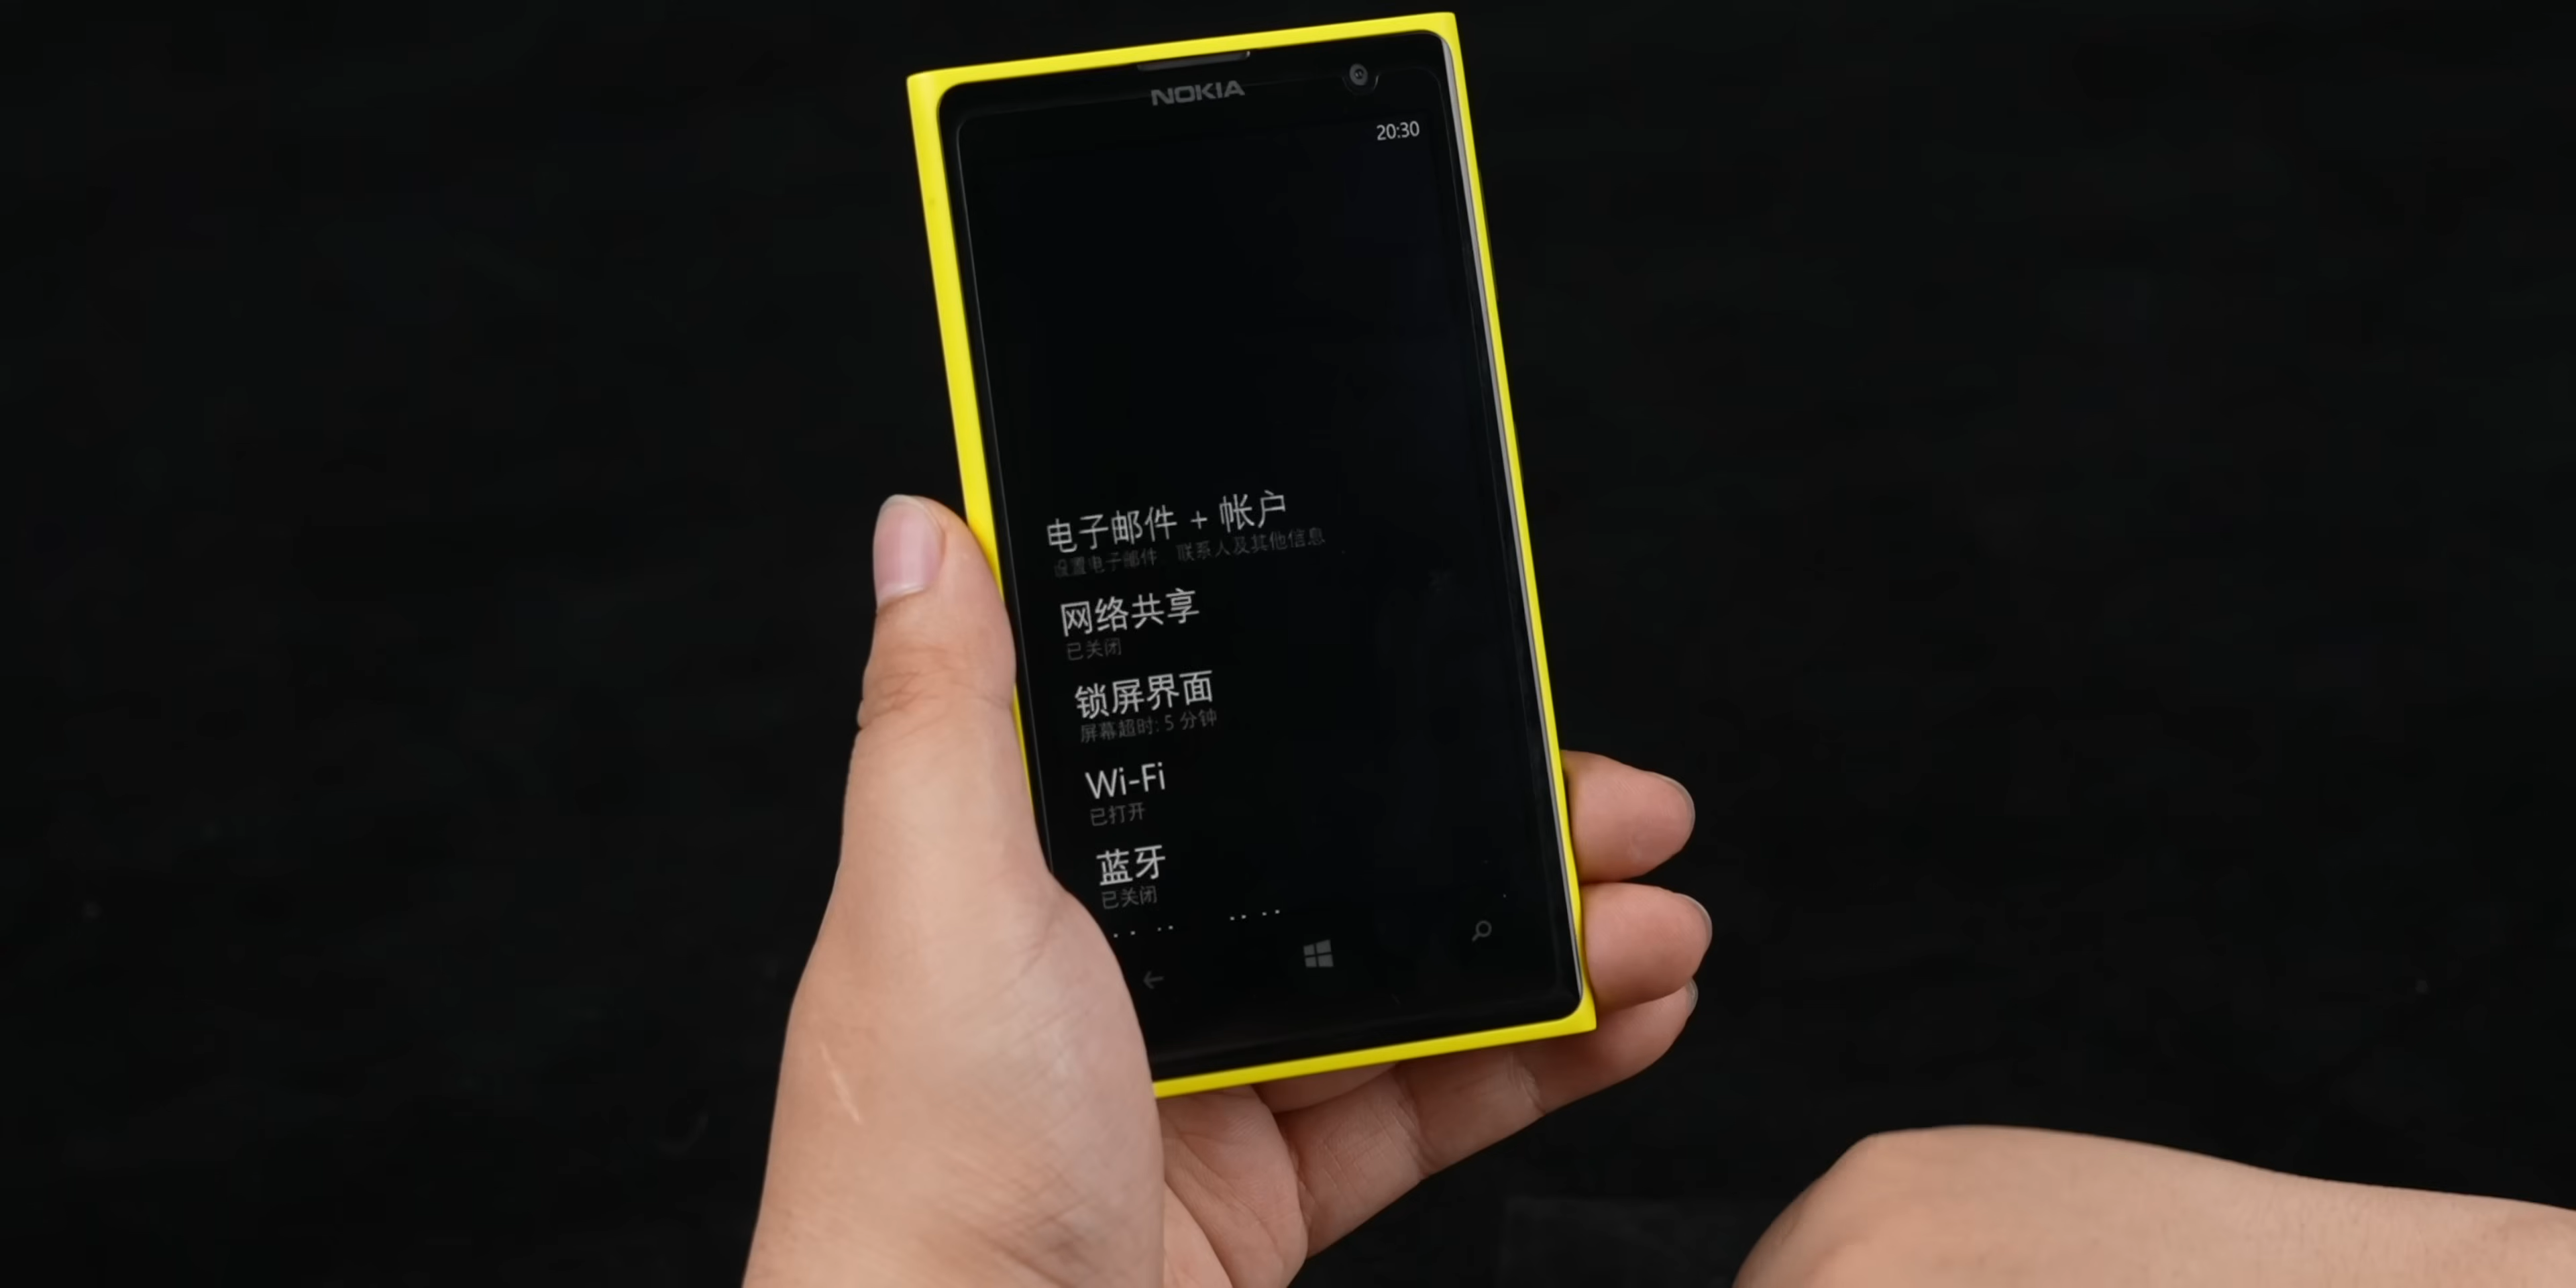 NOKIA
20:30
电子邮件 + 帐户
设置电子邮件、联系人及其他信息
网络共享
已关闭
锁屏界面
屏幕超时: 5 分钟
Wi-Fi
已打开
蓝牙
已关闭